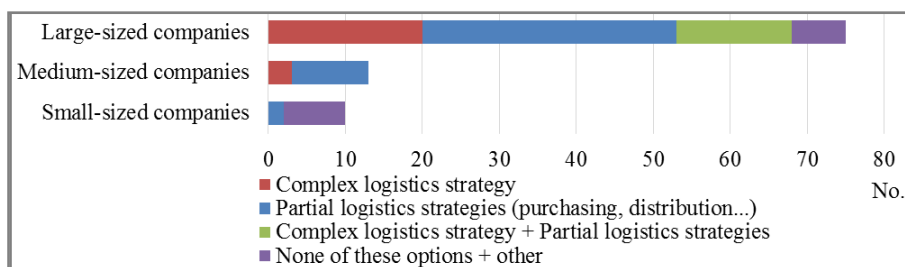 Large-sized companies
Medium-sized companies
Small-sized companies
0 10 20 30 40 50 60 70 80
No.
Complex logistics strategy
Partial logistics strategies (purchasing, distribution...)
Complex logistics strategy + Partial logistics strategies
None of these options + other